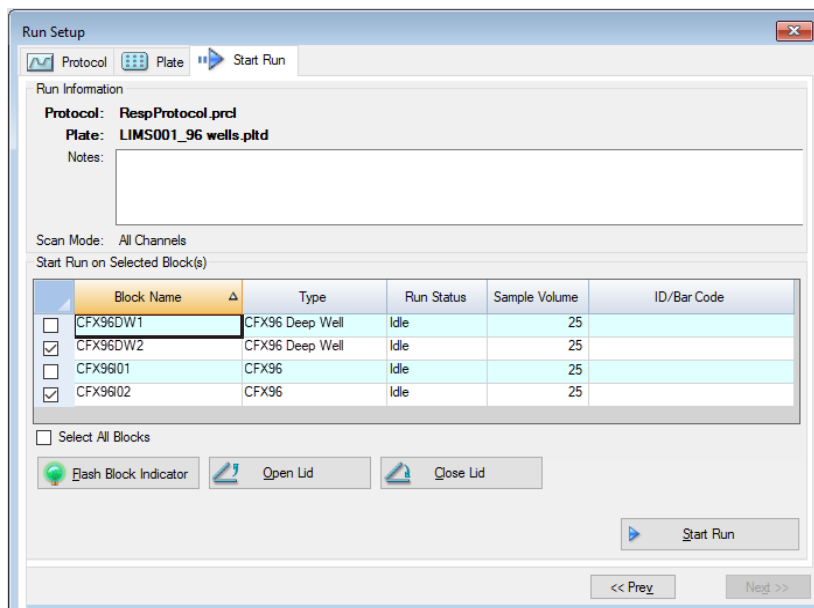 Run Setup
Protocol Plate Start Run
Run Information
Protocol: RespProtocol.prcl
Plate: LIMS001_96 wells.pltd
Notes:
Scan Mode: All Channels
Start Run on Selected Block(s)
Block Name Type Run Status Sample Volume ID/Bar Code
CFX96DW1 CFX96 Deep Well Idle 25
CFX96DW2 CFX96 Deep Well Idle 25
CFX96I01 CFX96 Idle 25
CFX96I02 CFX96 Idle 25
Select All Blocks
Flash Block Indicator Open Lid Close Lid
Start Run
<< Prev Next >>